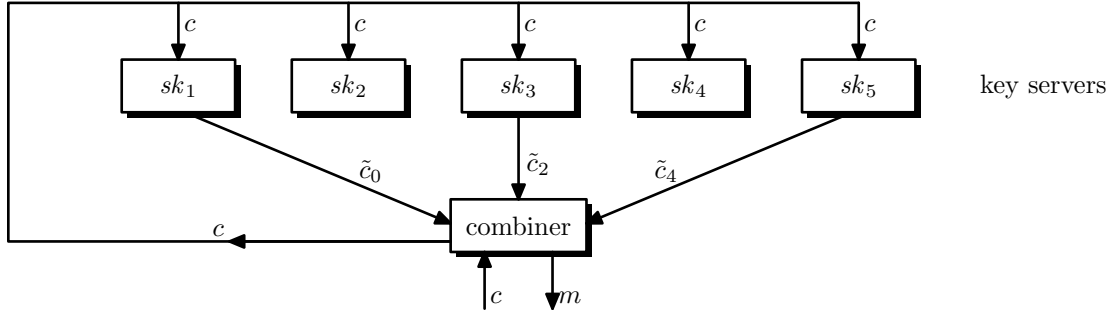 c c c c c
sk₁ sk₂ sk₃ sk₄ sk₅ key servers
c̃₀ c̃₂ c̃₄
combiner
c
c m